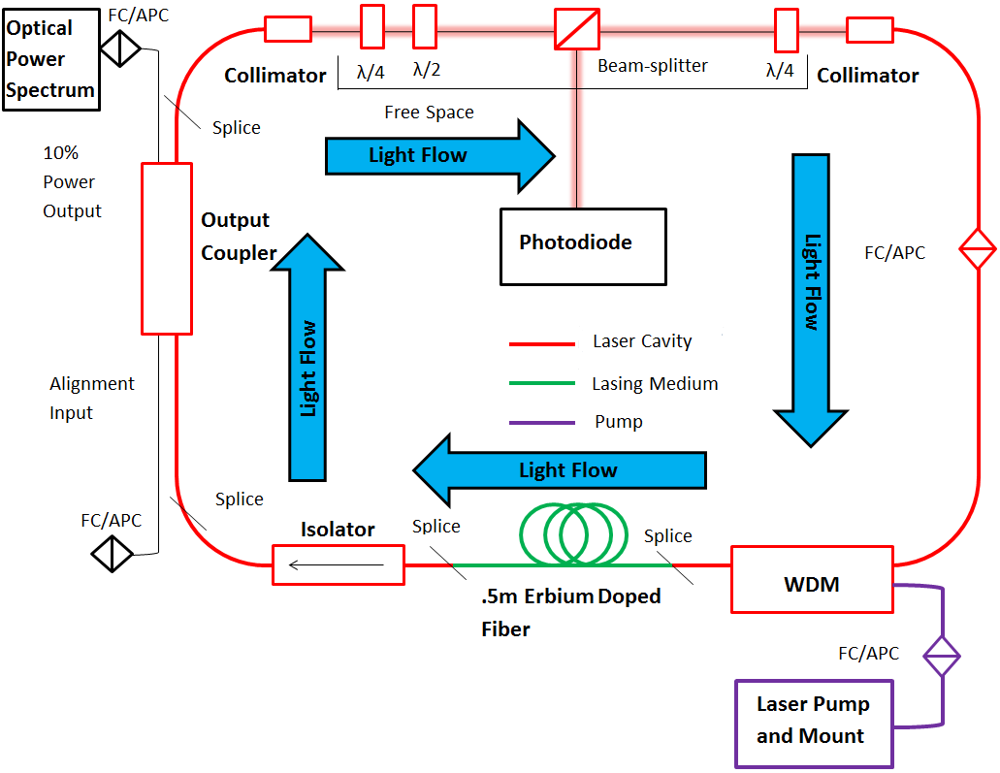 Optical
Power
Spectrum
FC/APC
Collimator
λ/4
λ/2
Beam-splitter
λ/4
Collimator
Splice
Free Space
10%
Power
Output
Light Flow
Output
Coupler
Photodiode
Light Flow
FC/APC
Light Flow
Laser Cavity
Lasing Medium
Pump
Alignment
Input
Light Flow
FC/APC
Splice
Isolator
Splice
Splice
.5m Erbium Doped
Fiber
WDM
FC/APC
Laser Pump
and Mount